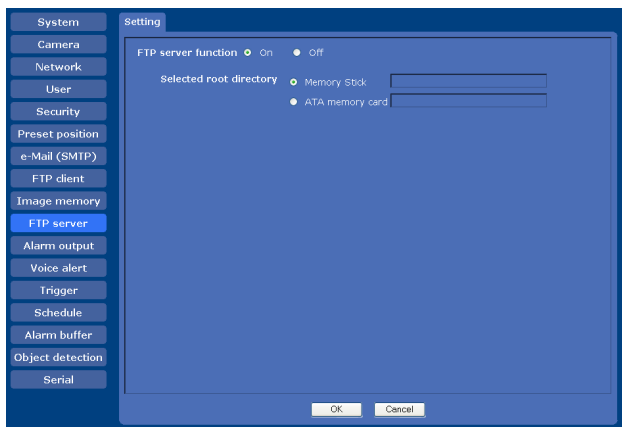 System
Camera
Network
User
Security
Preset position
e-Mail (SMTP)
FTP client
Image memory
FTP server
Alarm output
Voice alert
Trigger
Schedule
Alarm buffer
Object detection
Serial
Setting
FTP server function On Off
Selected root directory Memory Stick
ATA memory card
OK Cancel